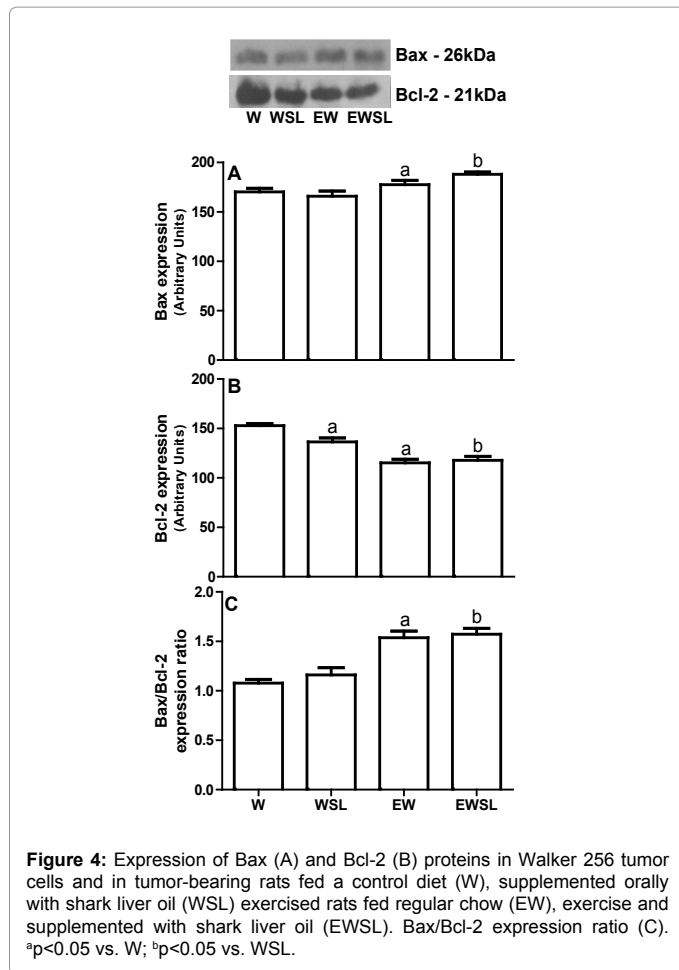 Bax - 26kDa
Bcl-2 - 21kDa
W WSL EW EWSL
A
Bax expression
(Arbitrary Units)
200
150
100
50
0
a
b
B
Bcl-2 expression
(Arbitrary Units)
200
150
100
50
0
a
a
b
C
Bax/Bcl-2
expression ratio
2.0
1.5
1.0
0.5
0.0
a
b
W WSL EW EWSL
Figure 4: Expression of Bax (A) and Bcl-2 (B) proteins in Walker 256 tumor
cells and in tumor-bearing rats fed a control diet (W), supplemented orally
with shark liver oil (WSL) exercised rats fed regular chow (EW), exercise and
supplemented with shark liver oil (EWSL). Bax/Bcl-2 expression ratio (C).
ᵃp<0.05 vs. W; ᵇp<0.05 vs. WSL.